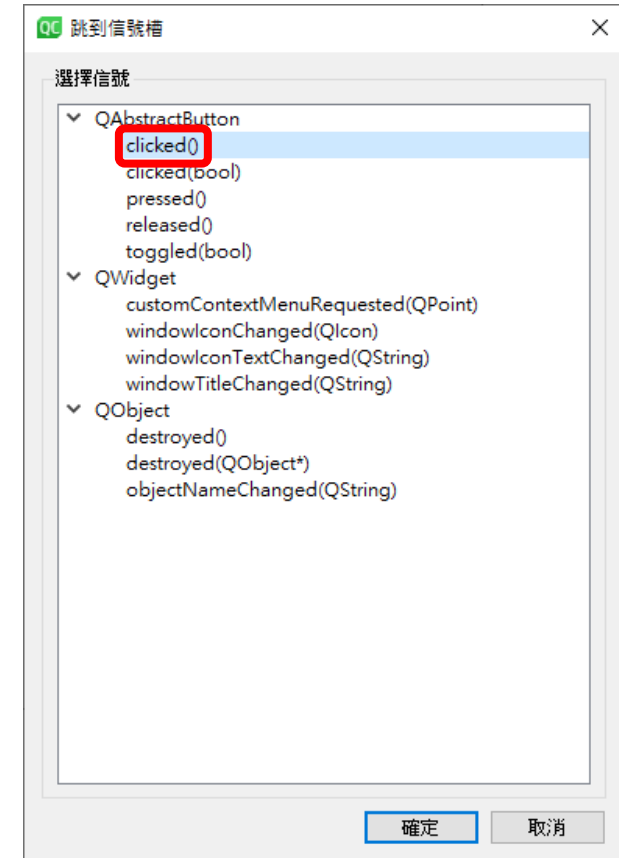 QC 跳到信號槽
選擇信號
QAbstractButton
clicked()
clicked(bool)
pressed()
released()
toggled(bool)
QWidget
customContextMenuRequested(QPoint)
windowIconChanged(QIcon)
windowIconTextChanged(QString)
windowTitleChanged(QString)
QObject
destroyed()
destroyed(QObject*)
objectNameChanged(QString)
確定 取消